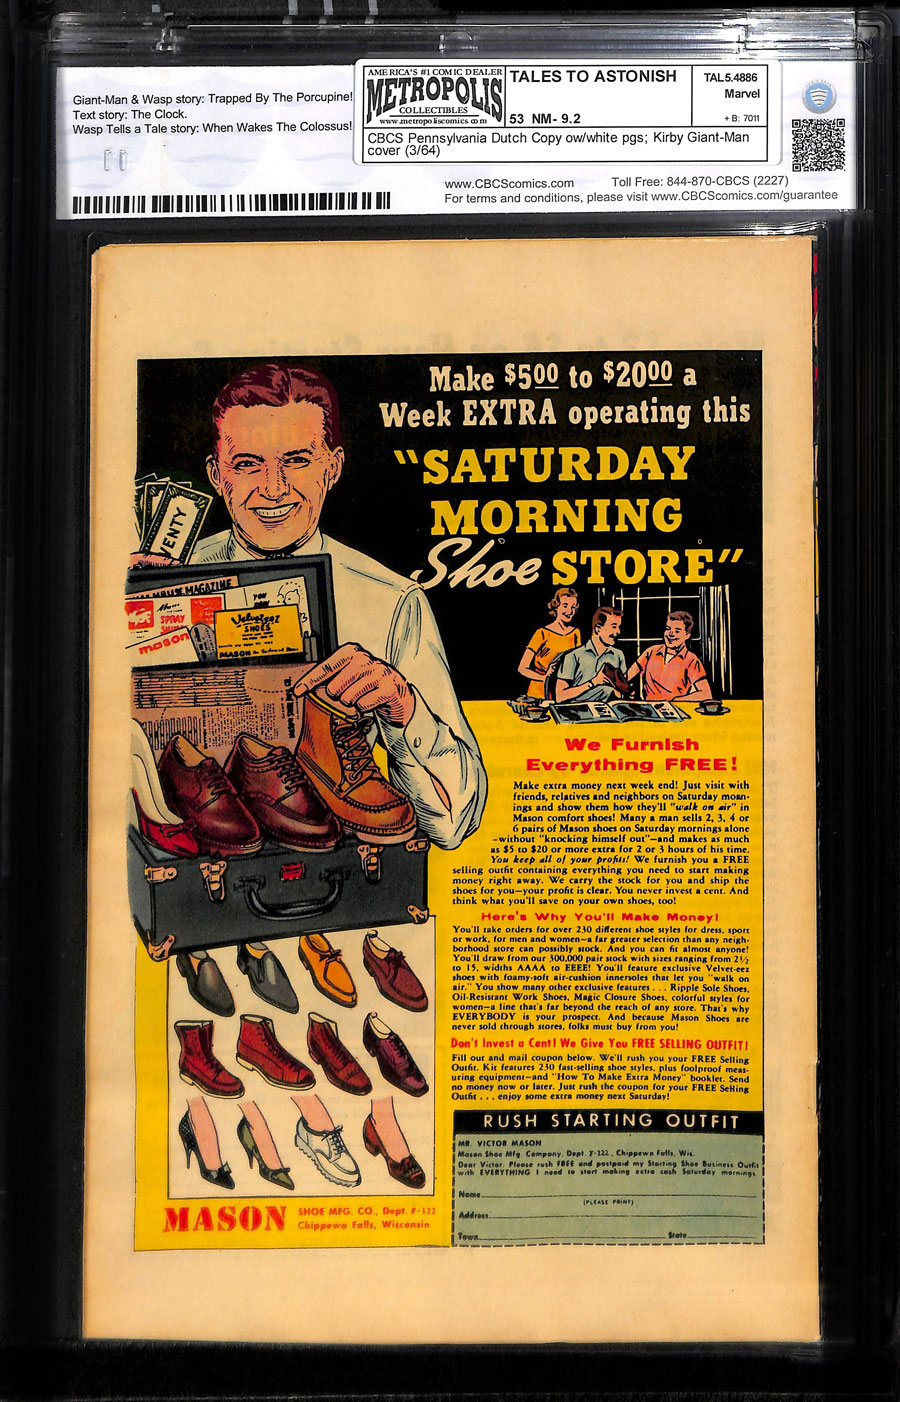 Giant-Man & Wasp story: Trapped By The Porcupine!
Text story: The Clock.
Wasp Tells a Tale story: When Wakes The Colossus!
AMERICA'S #1 COMIC DEALER
METROPOLIS
COLLECTIBLES
www.metropoliscomics.com
TALES TO ASTONISH
53 NM- 9.2
TAL5.4886
Marvel
+ B: 7011
CBCS Pennsylvania Dutch Copy ow/white pgs; Kirby Giant-Man
cover (3/64)
www.CBCScomics.com Toll Free: 844-870-CBCS (2227)
For terms and conditions, please visit www.CBCScomics.com/guarantee
Make $5.00 to $20.00 a
Week EXTRA operating this
"SATURDAY
MORNING
Shoe STORE"
VENTY
MAGAZINE
SPRAY
mason
Velvet-eez
SHOES
MASON
We Furnish
Everything FREE!
Make extra money next week end! Just visit with
friends, relatives and neighbors on Saturday morn-
ings and show them how they'll "walk on air" in
Mason comfort shoes! Many a man sells 2, 3, 4 or
6 pairs of Mason shoes on Saturday mornings alone
—without "knocking himself out"—and makes as much
as $5 to $20 or more extra for 2 or 3 hours of his time.
You keep all of your profits! We furnish you a FREE
selling outfit containing everything you need to start making
money right away. We carry the stock for you and ship the
shoes for you—your profit is clear. You never invest a cent. And
think what you'll save on your own shoes, too!
Here's Why You'll Make Money!
You'll take orders for over 230 different shoe styles for dress, sport
or work, for men and women—a far greater selection than any neigh-
borhood store can possibly stock. And you can fit almost anyone!
You'll draw from our 300,000 pair stock with sizes ranging from 2½
to 15, widths AAAA to EEEE! You'll feature exclusive Velvet-eez
shoes with foamy-soft air-cushion innersoles that let you "walk on
air." You show many other exclusive features . . . Ripple Sole Shoes,
Oil-Resistant Work Shoes, Magic Closure Shoes, colorful styles for
women—a line that's far beyond the reach of any store. That's why
EVERYBODY is your prospect. And because Mason Shoes are
never sold through stores, folks must buy from you!
Don't Invest a Cent! We Give You FREE SELLING OUTFIT!
Fill out and mail coupon below. We'll rush you your FREE Selling
Outfit. Kit features 230 fast-selling shoe styles, plus foolproof meas-
uring equipment—and "How To Make Extra Money" booklet. Send
no money now or later. Just rush the coupon for your FREE Selling
Outfit . . . enjoy some extra money next Saturday!
RUSH STARTING OUTFIT
MR. VICTOR MASON
Mason Shoe Mfg. Company, Dept. F-122, Chippewa Falls, Wis.
Dear Victor: Please rush FREE and postpaid my Starting Shoe Business Outfit
with EVERYTHING I need to start making extra cash Saturday mornings
Name
(PLEASE PRINT)
Address
Town State
MASON SHOE MFG. CO., Dept. F-122
Chippewa Falls, Wisconsin